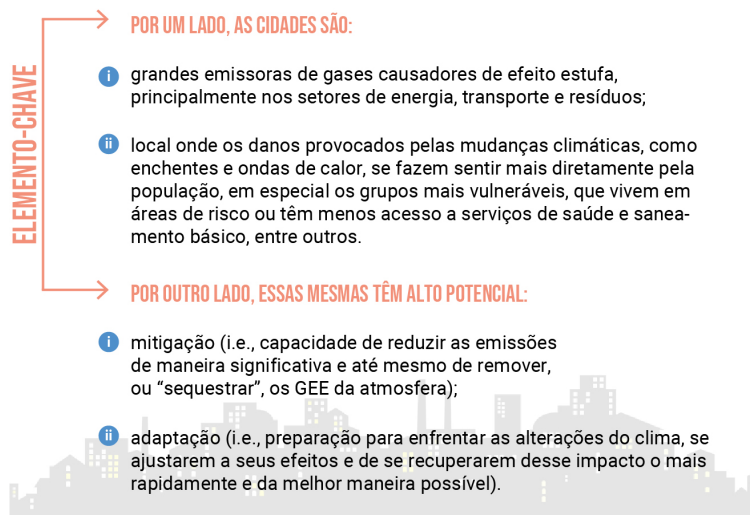 ELEMENTO-CHAVE
POR UM LADO, AS CIDADES SÃO:
i grandes emissoras de gases causadores de efeito estufa,
principalmente nos setores de energia, transporte e resíduos;
ii local onde os danos provocados pelas mudanças climáticas, como
enchentes e ondas de calor, se fazem sentir mais diretamente pela
população, em especial os grupos mais vulneráveis, que vivem em
áreas de risco ou têm menos acesso a serviços de saúde e sanea-
mento básico, entre outros.
POR OUTRO LADO, ESSAS MESMAS TÊM ALTO POTENCIAL:
i mitigação (i.e., capacidade de reduzir as emissões
de maneira significativa e até mesmo de remover,
ou “sequestrar”, os GEE da atmosfera);
ii adaptação (i.e., preparação para enfrentar as alterações do clima, se
ajustarem a seus efeitos e de se recuperarem desse impacto o mais
rapidamente e da melhor maneira possível).